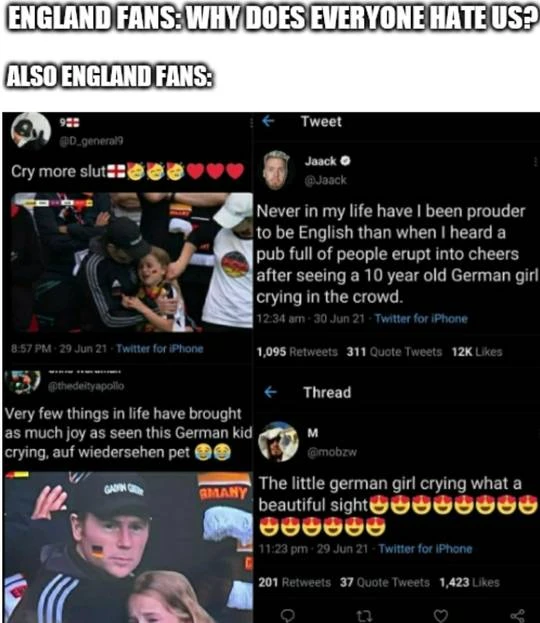 ENGLAND FANS: WHY DOES EVERYONE HATE US?
ALSO ENGLAND FANS:
9🏴󠁧󠁢󠁥󠁮󠁧󠁿
@D_general9
Cry more slut🏴󠁧󠁢󠁥󠁮󠁧󠁿🥳🥳🥳❤️❤️❤️
8:57 PM · 29 Jun 21 · Twitter for iPhone
@thedeityapollo
Very few things in life have brought
as much joy as seen this German kid
crying, auf wiedersehen pet 😂😂
RMANY
Tweet
Jaack
@Jaack
Never in my life have I been prouder
to be English than when I heard a
pub full of people erupt into cheers
after seeing a 10 year old German girl
crying in the crowd.
12:34 am · 30 Jun 21 · Twitter for iPhone
1,095 Retweets 311 Quote Tweets 12K Likes
Thread
M
@mobzw
The little german girl crying what a
beautiful sight😍😍😍😍😍😍😍😍
😍😍😍😍😍😍
11:23 pm · 29 Jun 21 · Twitter for iPhone
201 Retweets 37 Quote Tweets 1,423 Likes